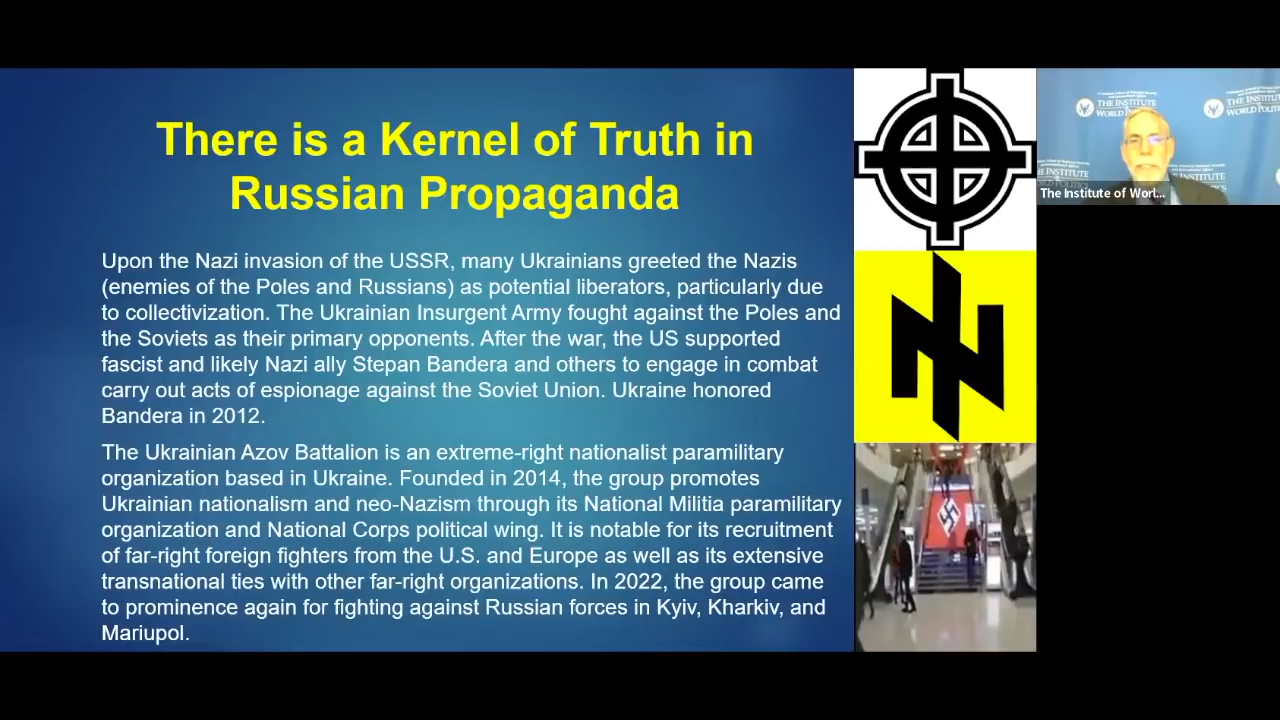 There is a Kernel of Truth in
Russian Propaganda
Upon the Nazi invasion of the USSR, many Ukrainians greeted the Nazis
(enemies of the Poles and Russians) as potential liberators, particularly due
to collectivization. The Ukrainian Insurgent Army fought against the Poles and
the Soviets as their primary opponents. After the war, the US supported
fascist and likely Nazi ally Stepan Bandera and others to engage in combat
carry out acts of espionage against the Soviet Union. Ukraine honored
Bandera in 2012.
The Ukrainian Azov Battalion is an extreme-right nationalist paramilitary
organization based in Ukraine. Founded in 2014, the group promotes
Ukrainian nationalism and neo-Nazism through its National Militia paramilitary
organization and National Corps political wing. It is notable for its recruitment
of far-right foreign fighters from the U.S. and Europe as well as its extensive
transnational ties with other far-right organizations. In 2022, the group came
to prominence again for fighting against Russian forces in Kyiv, Kharkiv, and
Mariupol.
THE INSTITUTE
WORLD POLITICS
THE INSTITUTE
WORLD POLIT
The Institute of Worl...